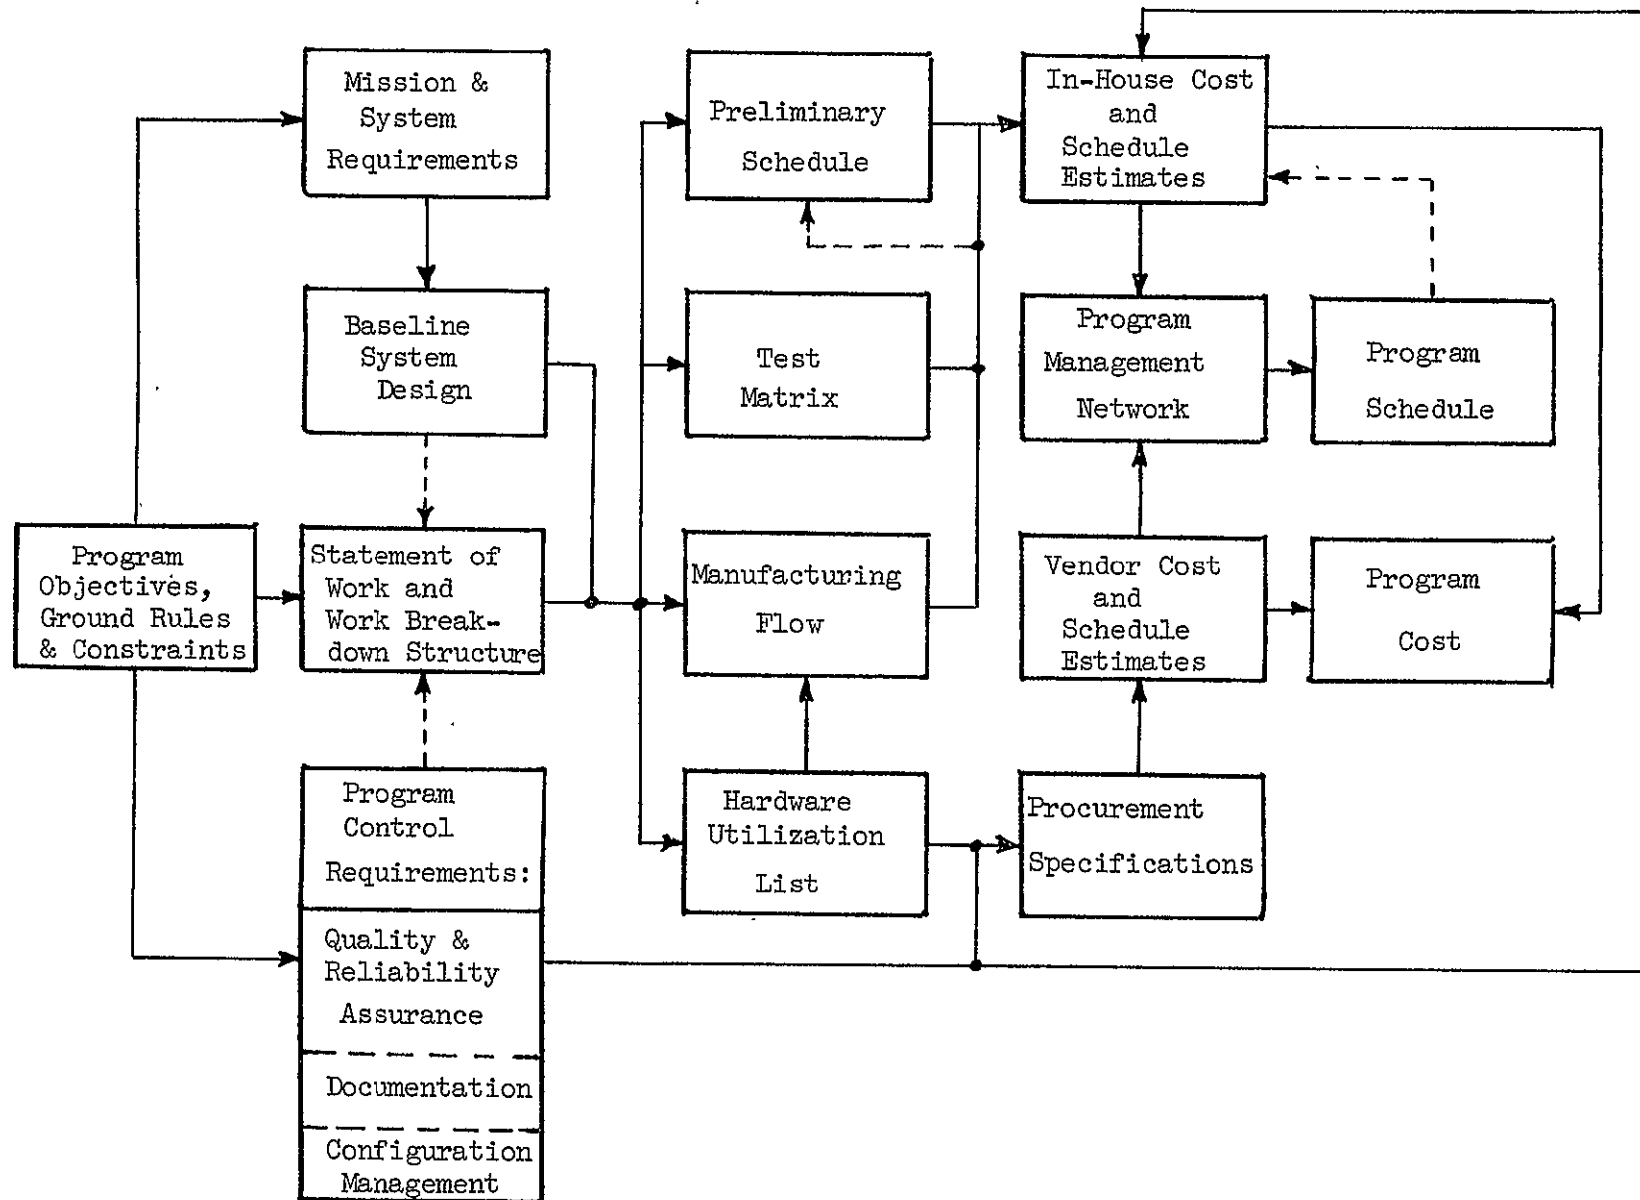 Mission &
System
Requirements
Preliminary
Schedule
In-House Cost
and
Schedule
Estimates
Baseline
System
Design
Test
Matrix
Program
Management
Network
Program
Schedule
Program
Objectives,
Ground Rules
& Constraints
Statement of
Work and
Work Break-
down Structure
Manufacturing
Flow
Vendor Cost
and
Schedule
Estimates
Program
Cost
Program
Control
Requirements:
Quality &
Reliability
Assurance
Documentation
Configuration
Management
Hardware
Utilization
List
Procurement
Specifications